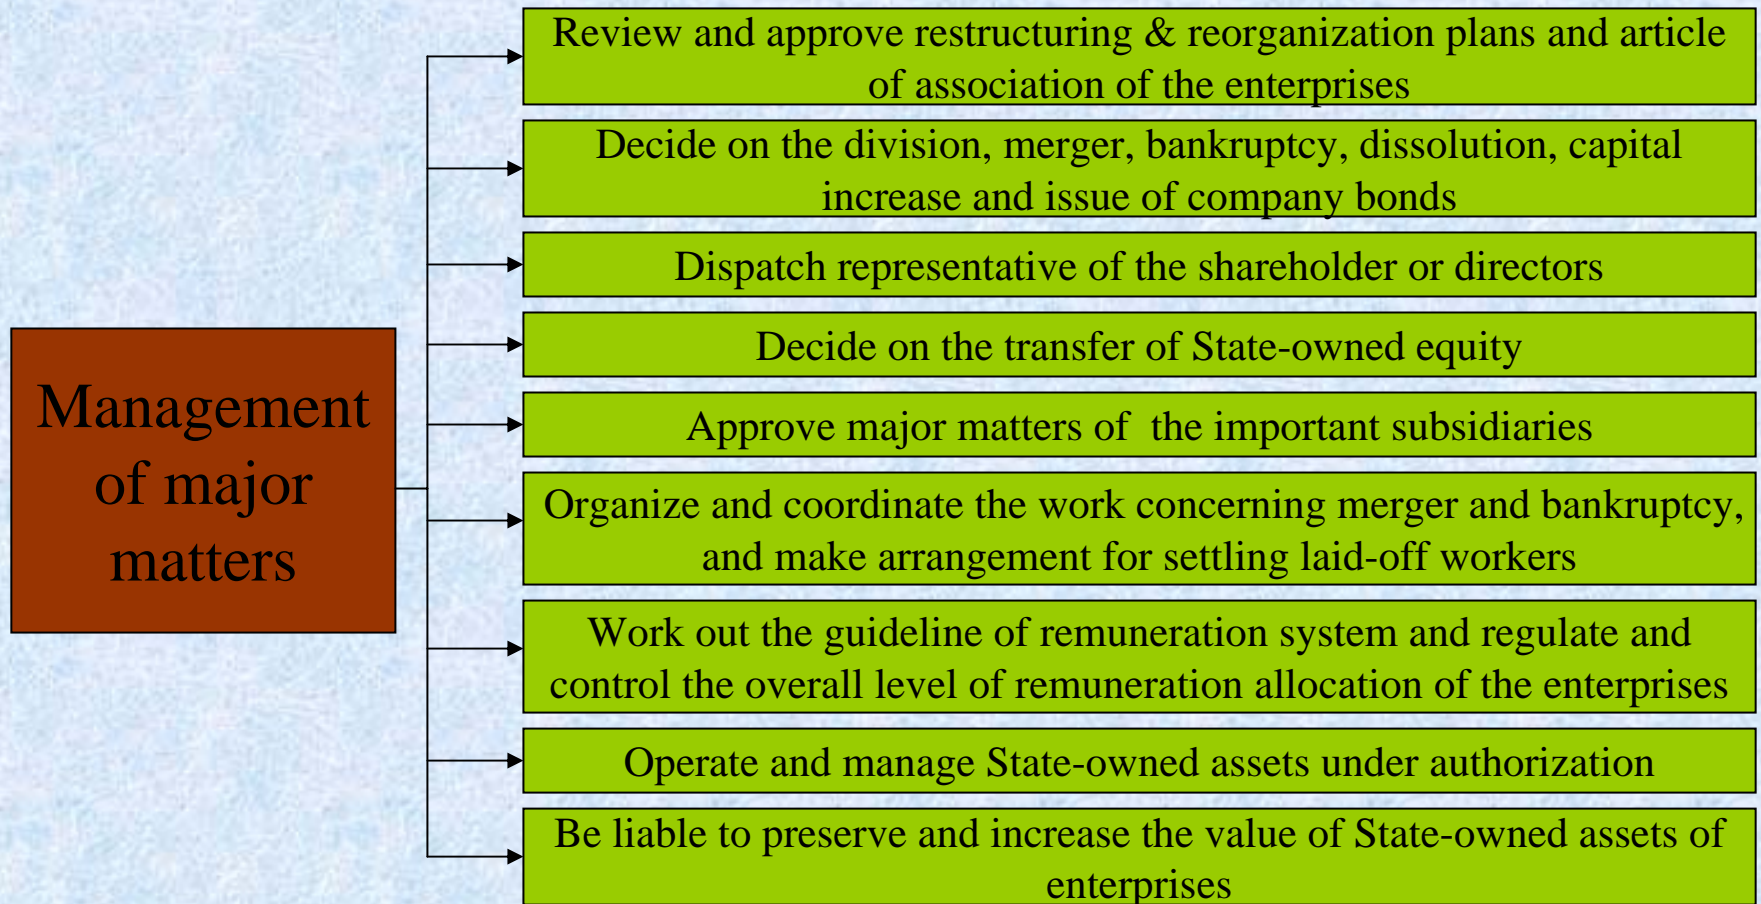 Management
of major
matters
Review and approve restructuring & reorganization plans and article
of association of the enterprises
Decide on the division, merger, bankruptcy, dissolution, capital
increase and issue of company bonds
Dispatch representative of the shareholder or directors
Decide on the transfer of State-owned equity
Approve major matters of the important subsidiaries
Organize and coordinate the work concerning merger and bankruptcy,
and make arrangement for settling laid-off workers
Work out the guideline of remuneration system and regulate and
control the overall level of remuneration allocation of the enterprises
Operate and manage State-owned assets under authorization
Be liable to preserve and increase the value of State-owned assets of
enterprises